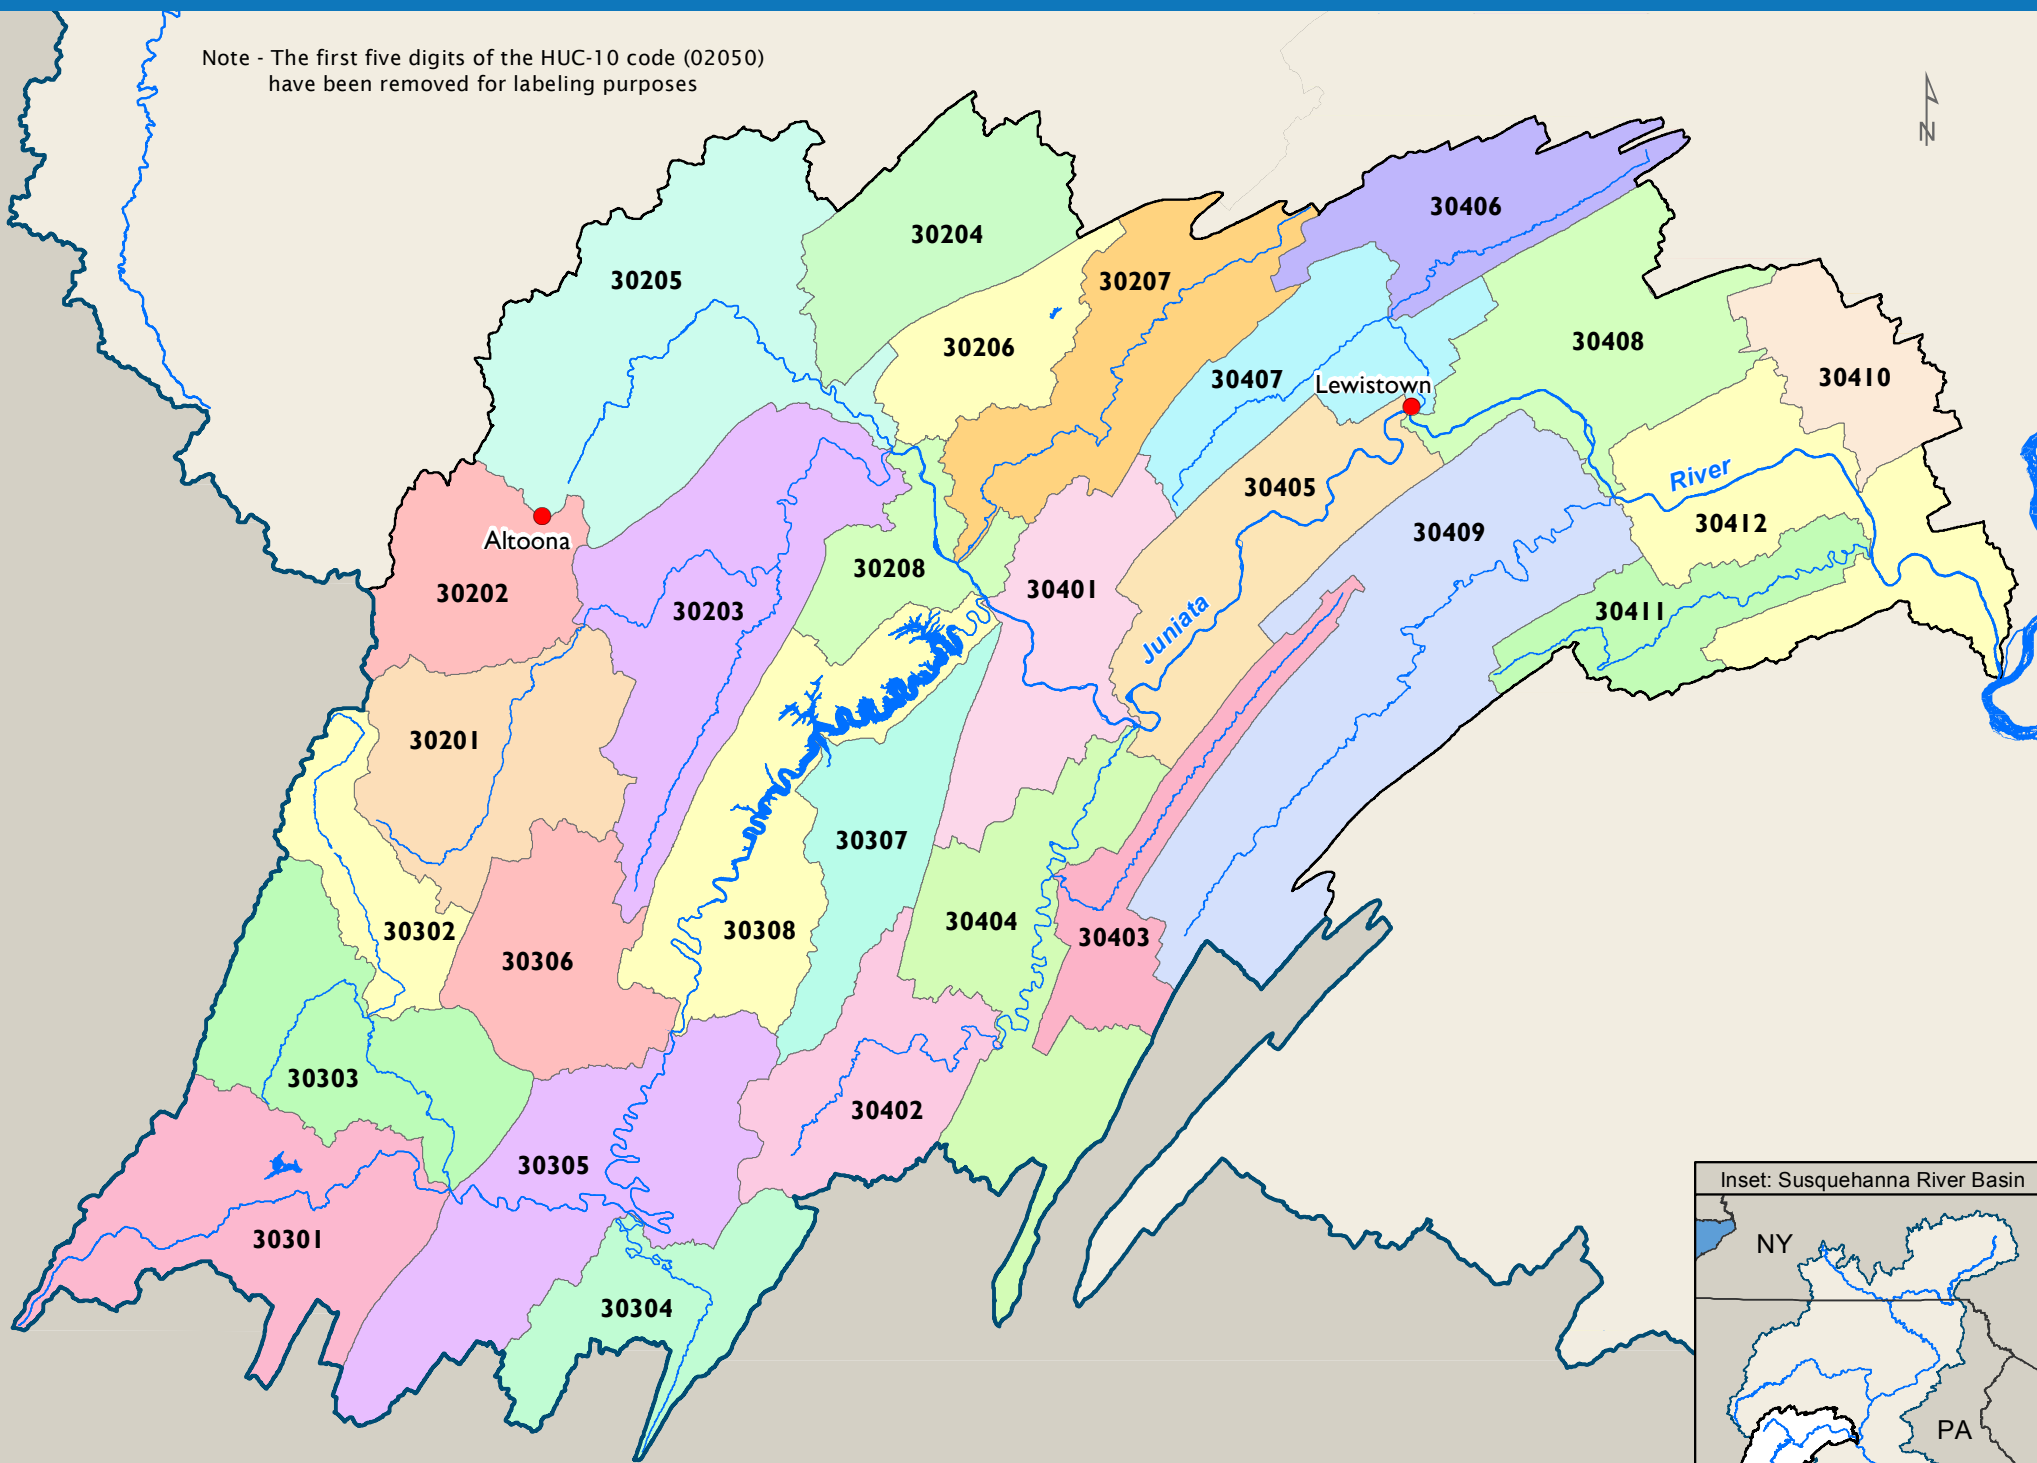 Note - The first five digits of the HUC-10 code (02050)
have been removed for labeling purposes
N
30406
30204
30205
30207
30408
30206
30407
30410
Lewistown
River
30405
30412
Altoona
30409
30208
30202
30401
30203
30411
Juniata
30201
30307
30302
30308
30404
30403
30306
30303
30402
30305
30301
30304
Inset: Susquehanna River Basin
NY
PA